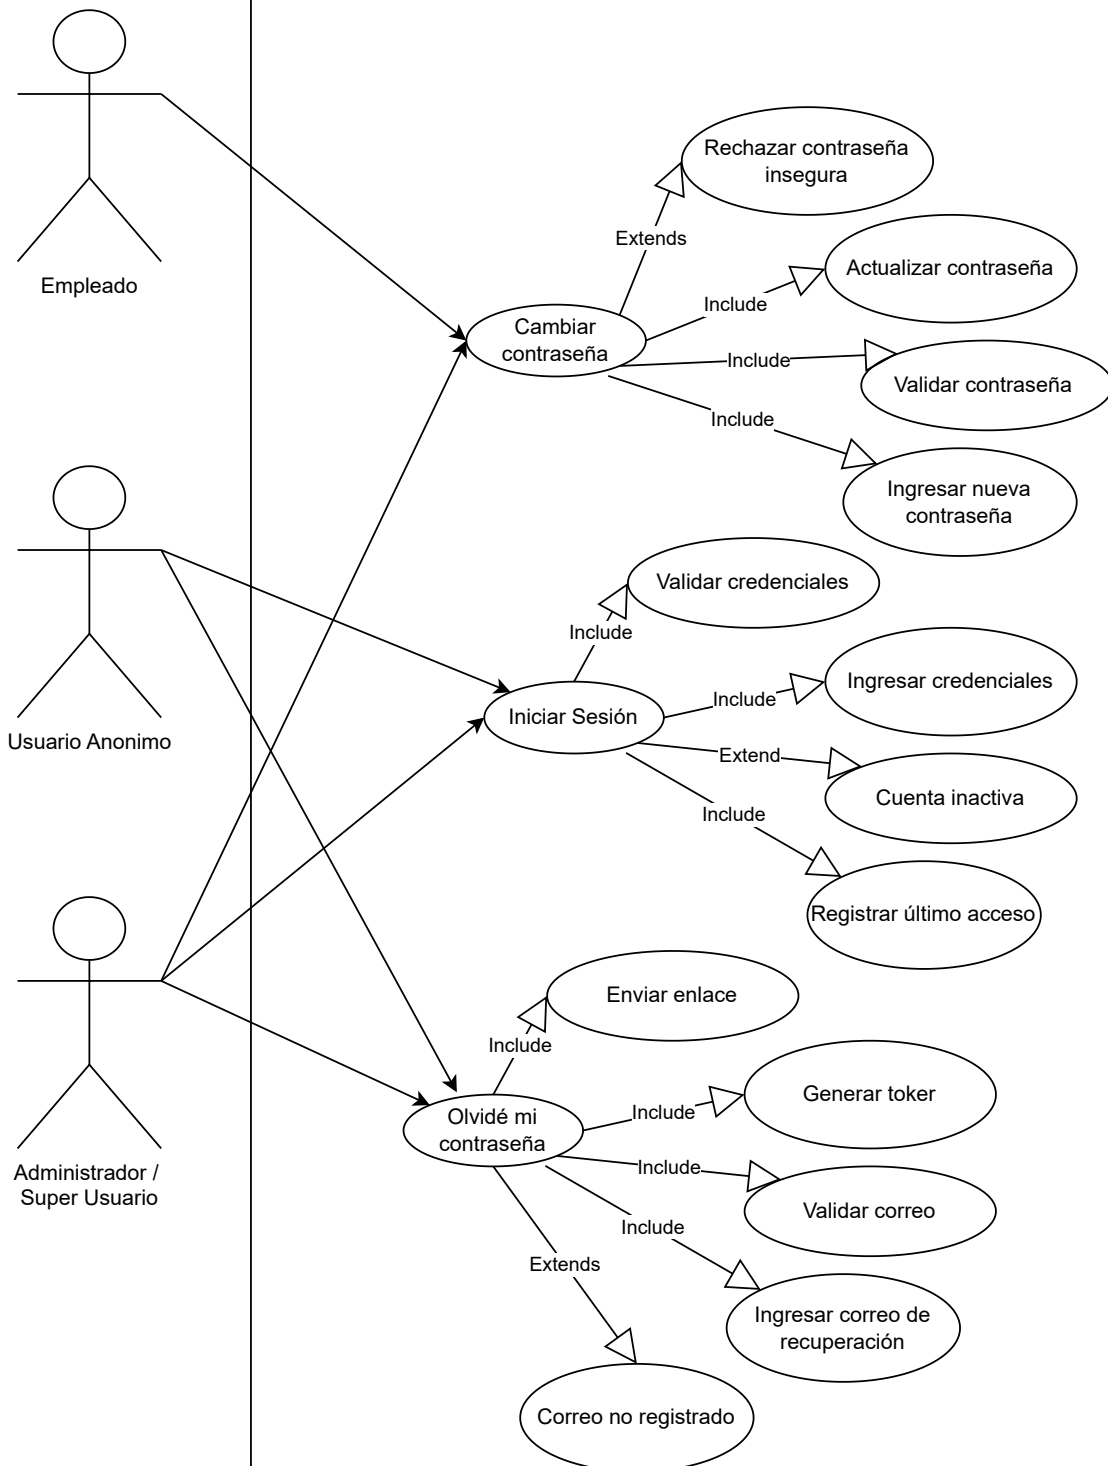 Rechazar contraseña
insegura
Extends
Actualizar contraseña
Empleado
Include
Cambiar
contraseña
Include
Validar contraseña
Include
Ingresar nueva
contraseña
Validar credenciales
Include
Ingresar credenciales
Include
Iniciar Sesión
Usuario Anonimo
Extend
Cuenta inactiva
Include
Registrar último acceso
Enviar enlace
Include
Generar toker
Include
Olvidé mi
contraseña
Include
Administrador /
Super Usuario
Validar correo
Include
Extends
Ingresar correo de
recuperación
Correo no registrado